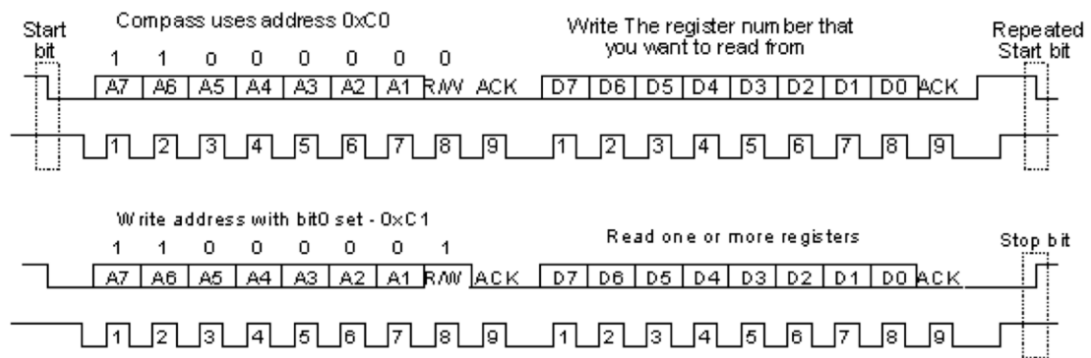 Compass uses address 0xC0
Write The register number that
you want to read from
Start
bit
Repeated
Start bit
1 1 0 0 0 0 0 0
A7 A6 A5 A4 A3 A2 A1 R/W ACK D7 D6 D5 D4 D3 D2 D1 D0 ACK
1 2 3 4 5 6 7 8 9 1 2 3 4 5 6 7 8 9
Write address with bit0 set - 0xC1
1 1 0 0 0 0 0 1
Read one or more registers
Stop bit
A7 A6 A5 A4 A3 A2 A1 R/W ACK D7 D6 D5 D4 D3 D2 D1 D0 ACK
1 2 3 4 5 6 7 8 9 1 2 3 4 5 6 7 8 9